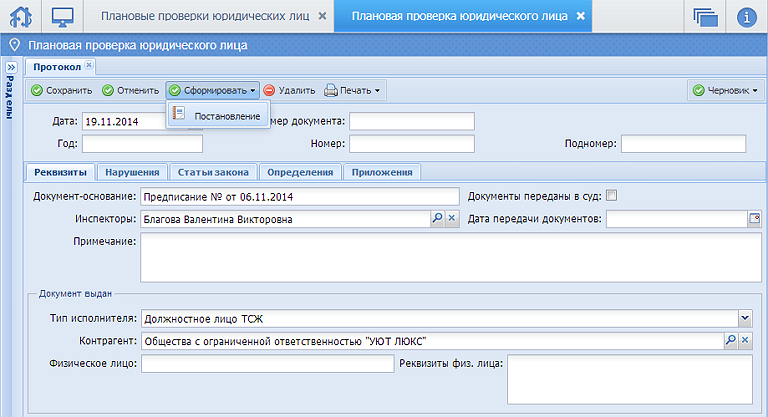 Плановые проверки юридических лиц
Плановая проверка юридического лица
Плановая проверка юридического лица
Разделы
Протокол
Сохранить Отменить Сформировать Удалить Печать Черновик
Постановление
Дата: 19.11.2014 мер документа:
Год: Номер: Подномер:
Реквизиты Нарушения Статьи закона Определения Приложения
Документ-основание: Предписание № от 06.11.2014 Документы переданы в суд:
Инспекторы: Благова Валентина Викторовна Дата передачи документов:
Примечание:
Документ выдан
Тип исполнителя: Должностное лицо ТСЖ
Контрагент: Общества с ограниченной ответственностью "УЮТ ЛЮКС"
Физическое лицо: Реквизиты физ. лица: